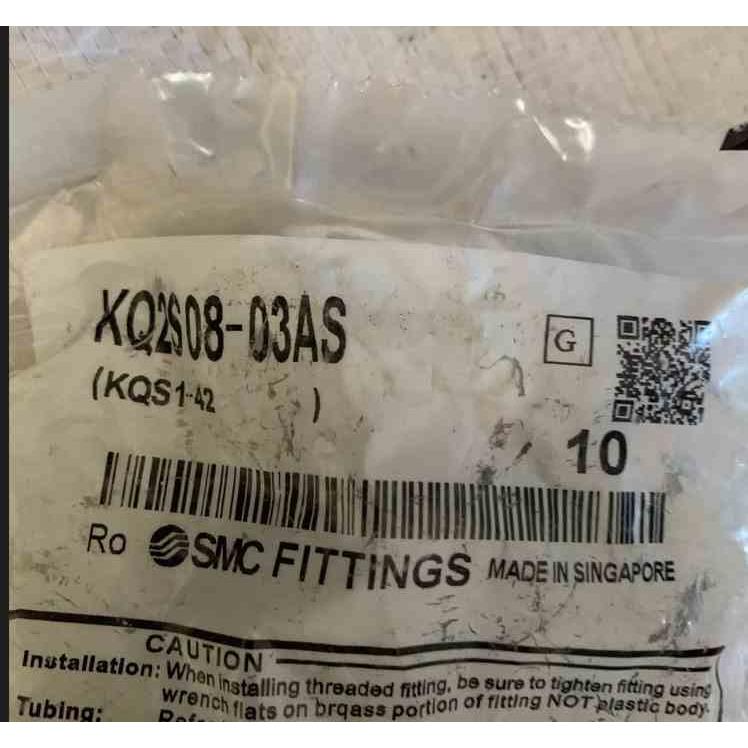 KQ2S08-03AS
(KQS1-42 )
G
10
Ro SMC FITTINGS MADE IN SINGAPORE
CAUTION
Installation: When installing threaded fitting, be sure to tighten fitting using
wrench flats on brqass portion of fitting NOT plastic body.
Tubing: